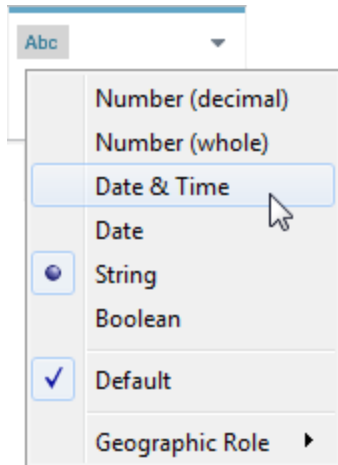 Abc
Number (decimal)
Number (whole)
Date & Time
Date
String
Boolean
Default
Geographic Role